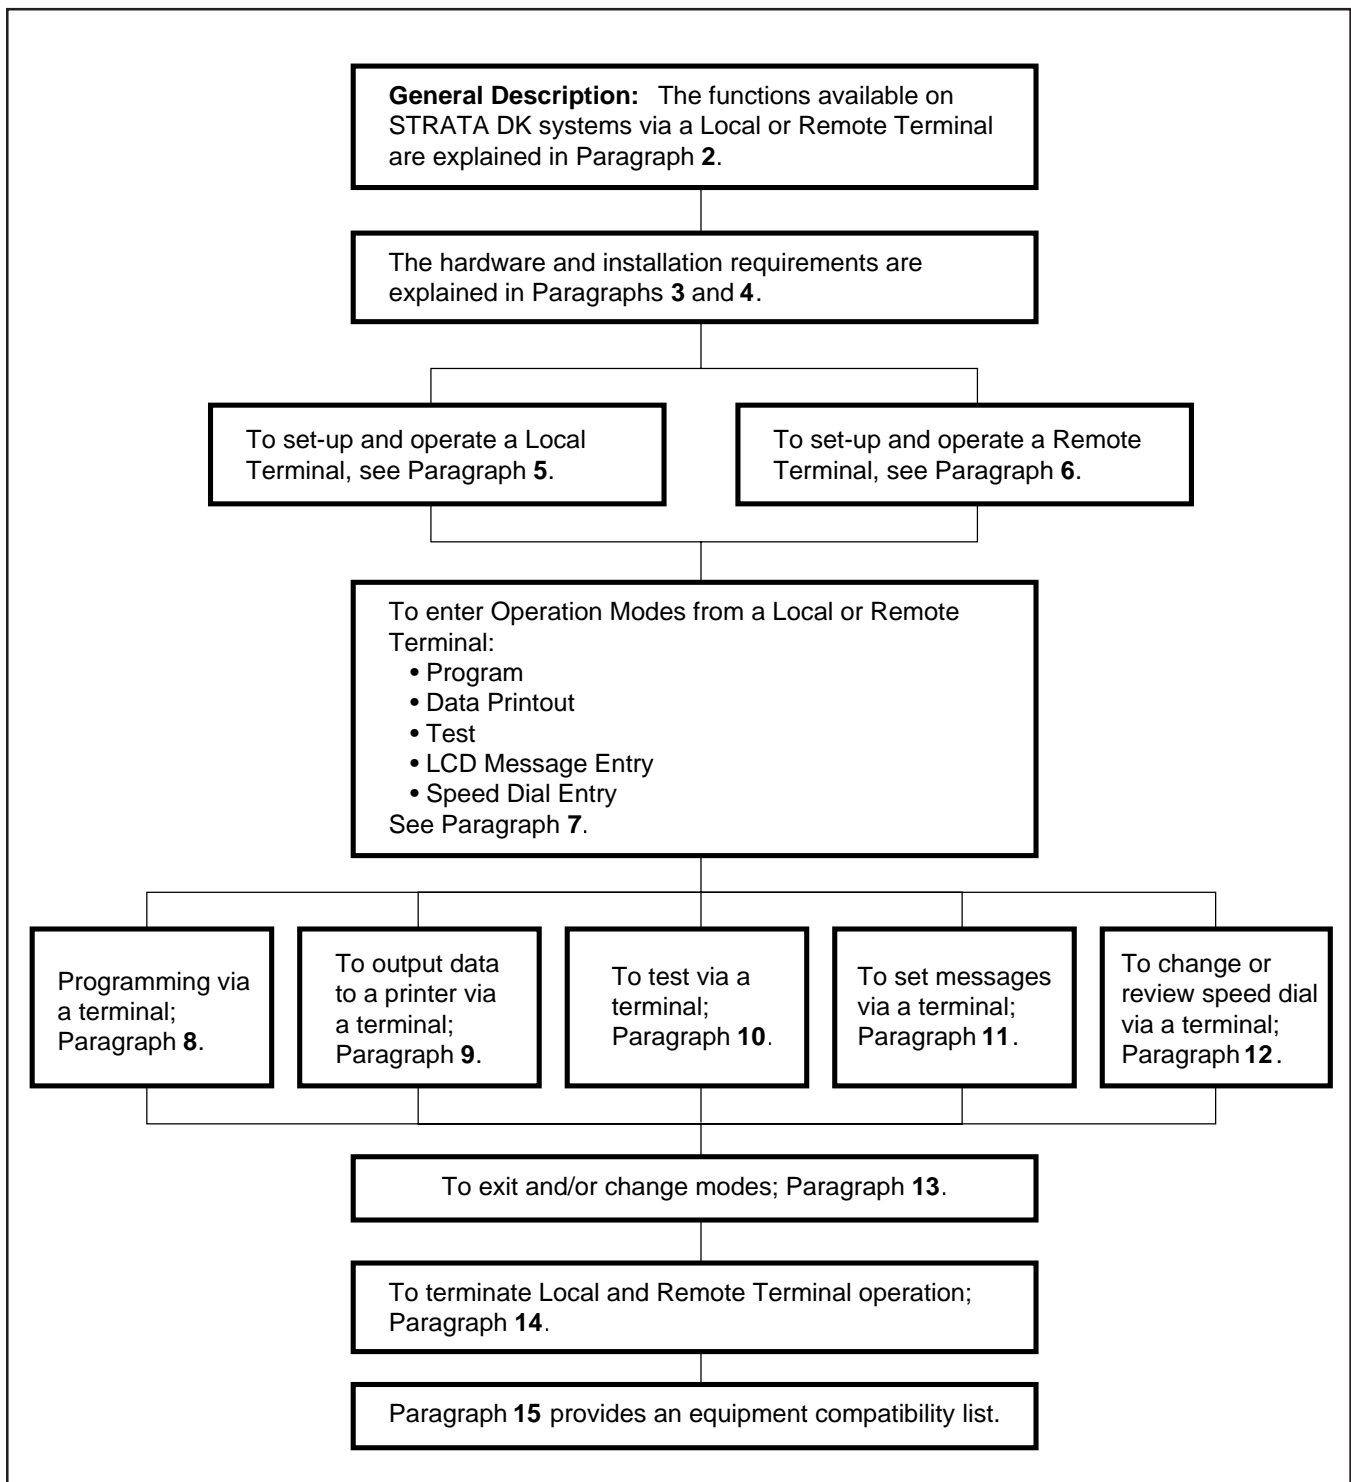 General Description: The functions available on
STRATA DK systems via a Local or Remote Terminal
are explained in Paragraph 2.
The hardware and installation requirements are
explained in Paragraphs 3 and 4.
To set-up and operate a Local
Terminal, see Paragraph 5.
To set-up and operate a Remote
Terminal, see Paragraph 6.
To enter Operation Modes from a Local or Remote
Terminal:
• Program
• Data Printout
• Test
• LCD Message Entry
• Speed Dial Entry
See Paragraph 7.
Programming via
a terminal;
Paragraph 8.
To output data
to a printer via
a terminal;
Paragraph 9.
To test via a
terminal;
Paragraph 10.
To set messages
via a terminal;
Paragraph 11.
To change or
review speed dial
via a terminal;
Paragraph 12.
To exit and/or change modes; Paragraph 13.
To terminate Local and Remote Terminal operation;
Paragraph 14.
Paragraph 15 provides an equipment compatibility list.